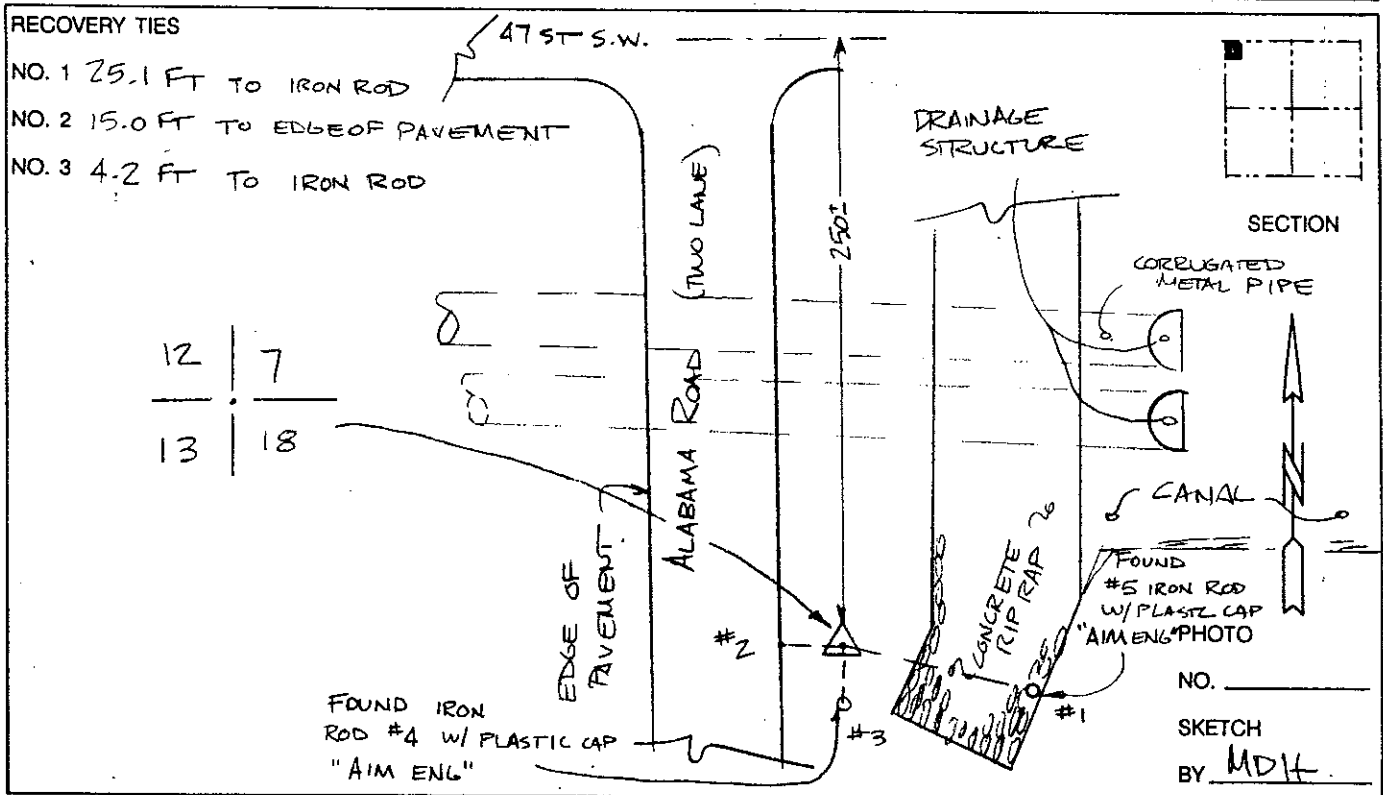 RECOVERY TIES
NO. 1 25.1 FT TO IRON ROD
NO. 2 15.0 FT TO EDGE OF PAVEMENT
NO. 3 4.2 FT TO IRON ROD
47 ST S.W.
250±
(TWO LANE)
ALABAMA ROAD
DRAINAGE
STRUCTURE
SECTION
CORRUGATED
METAL PIPE
12 7
13 18
N
CANAL
EDGE OF
PAVEMENT
CONCRETE
RIP RAP
FOUND
#5 IRON ROD
W/ PLASTIC CAP
"AIM ENG"
#2
#1
#3
FOUND IRON
ROD #4 W/ PLASTIC CAP
"AIM ENG"
PHOTO
NO.
SKETCH
BY MDH